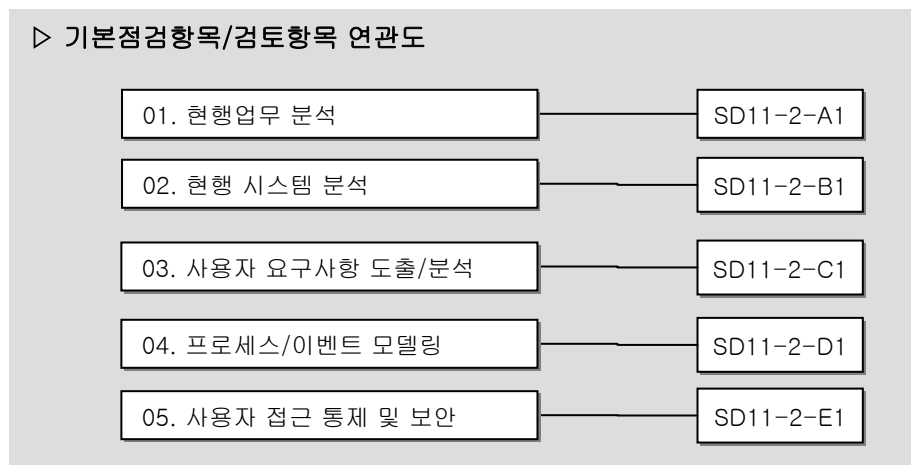 ▷ 기본점검항목/검토항목 연관도
01. 현행업무 분석 SD11-2-A1
02. 현행 시스템 분석 SD11-2-B1
03. 사용자 요구사항 도출/분석 SD11-2-C1
04. 프로세스/이벤트 모델링 SD11-2-D1
05. 사용자 접근 통제 및 보안 SD11-2-E1